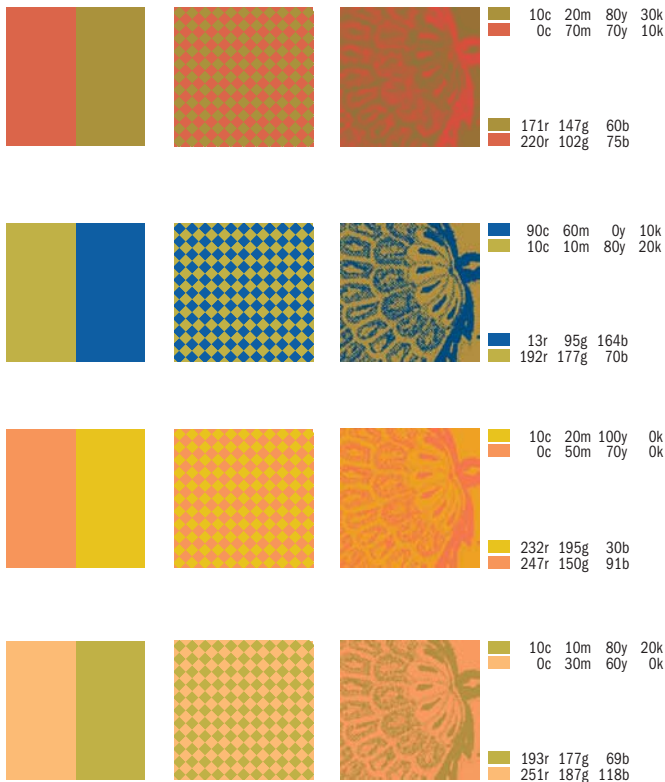 10c 20m 80y 30k
0c 70m 70y 10k
171r 147g 60b
220r 102g 75b
90c 60m 0y 10k
10c 10m 80y 20k
13r 95g 164b
192r 177g 70b
10c 20m 100y 0k
0c 50m 70y 0k
232r 195g 30b
247r 150g 91b
10c 10m 80y 20k
0c 30m 60y 0k
193r 177g 69b
251r 187g 118b